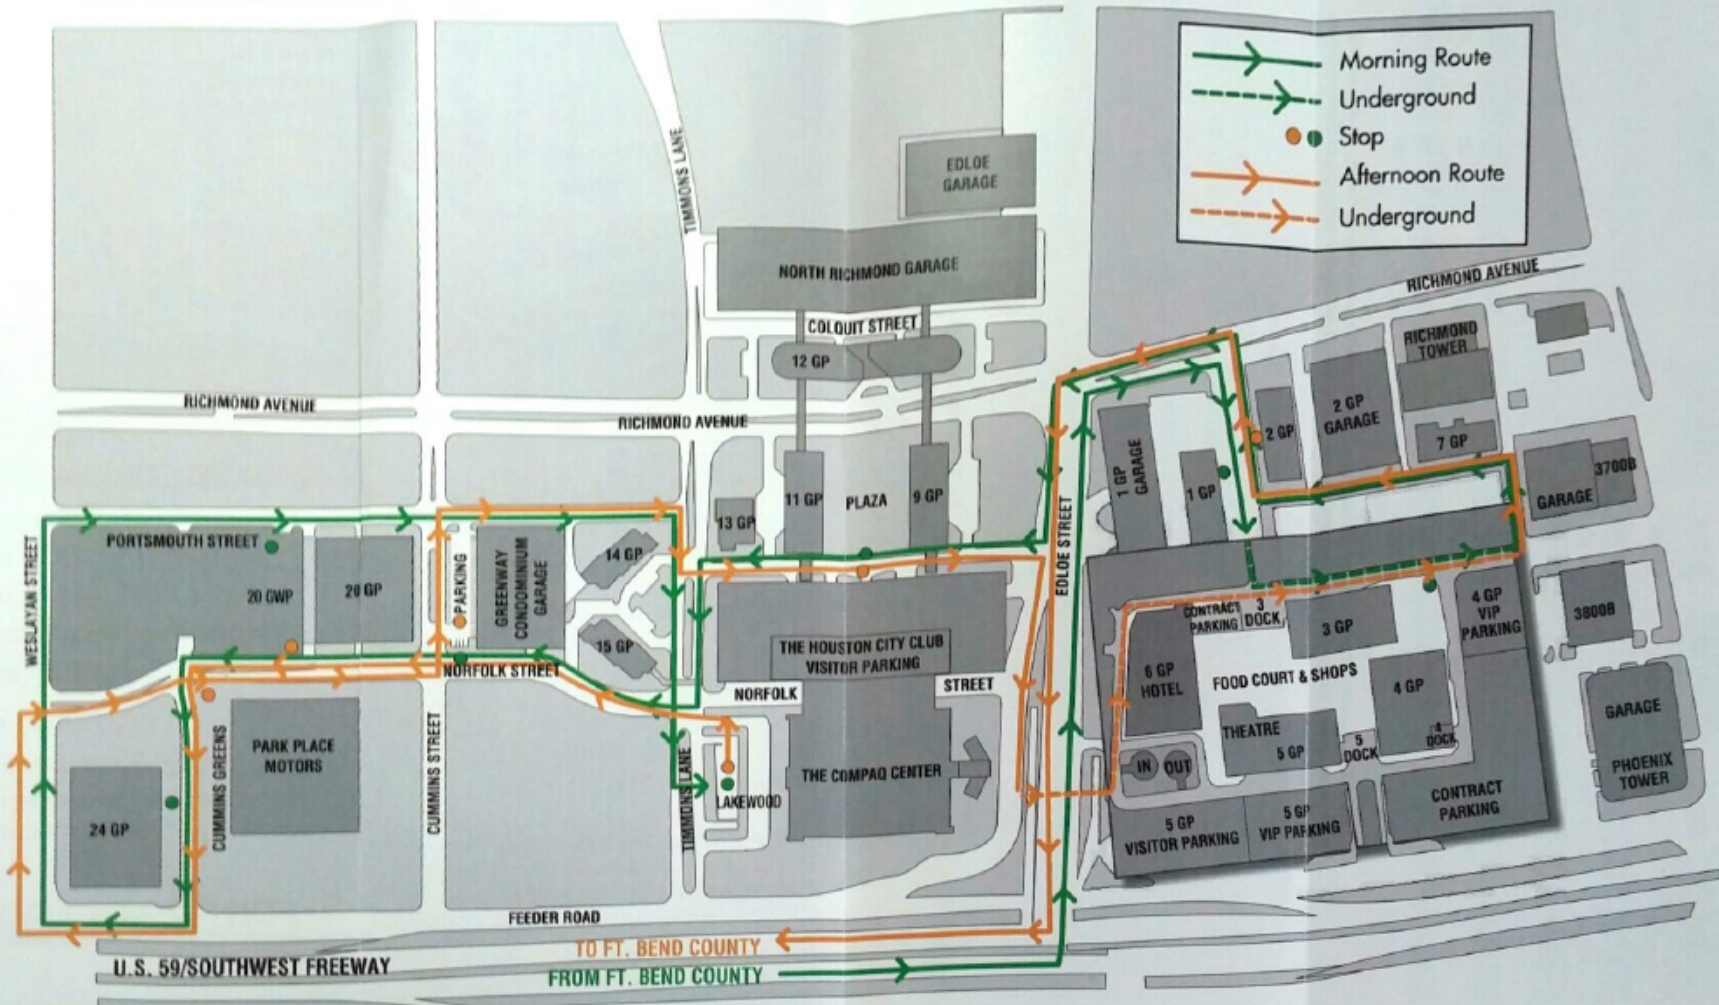 Morning Route
Underground
Stop
Afternoon Route
Underground
TIMMONS LANE
EDLOE
GARAGE
NORTH RICHMOND GARAGE
COLQUIT STREET
12 GP
RICHMOND AVENUE
RICHMOND
TOWER
RICHMOND AVENUE
RICHMOND AVENUE
2 GP
GARAGE
2 GP
7 GP
1 GP
GARAGE
1 GP
3700B
GARAGE
11 GP
PLAZA
9 GP
13 GP
WESLAYAN STREET
PORTSMOUTH STREET
20 GWP
20 GP
PARKING
GREENWAY
CONDOMINIUM
GARAGE
14 GP
15 GP
EDLOE STREET
THE HOUSTON CITY CLUB
VISITOR PARKING
NORFOLK STREET
NORFOLK
STREET
CONTRACT
PARKING
3
DOCK
3 GP
4 GP
VIP
PARKING
3800B
6 GP
HOTEL
FOOD COURT & SHOPS
4 GP
THEATRE
5 GP
5
DOCK
4
DOCK
GARAGE
PHOENIX
TOWER
IN
OUT
CONTRACT
PARKING
5 GP
VISITOR PARKING
5 GP
VIP PARKING
PARK PLACE
MOTORS
CUMMINS GREENS
CUMMINS STREET
TIMMONS LANE
LAKEWOOD
THE COMPAQ CENTER
24 GP
FEEDER ROAD
TO FT. BEND COUNTY
U.S. 59/SOUTHWEST FREEWAY
FROM FT. BEND COUNTY